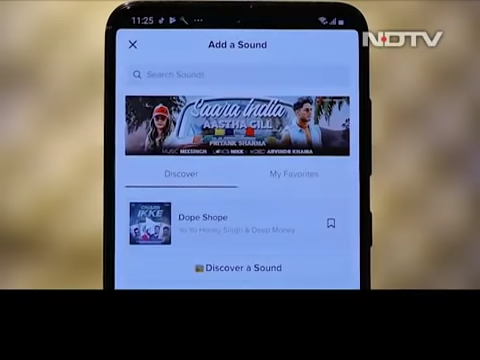 11:25
NDTV
Add a Sound
Search Sounds
Saara India
AASTHA GILL
PRIYANK SHARMA
MUSIC
ARVINDR KHAIRA
Discover
My Favorites
IKKE
Dope Shope
Yo Yo Honey Singh & Deep Money
Discover a Sound